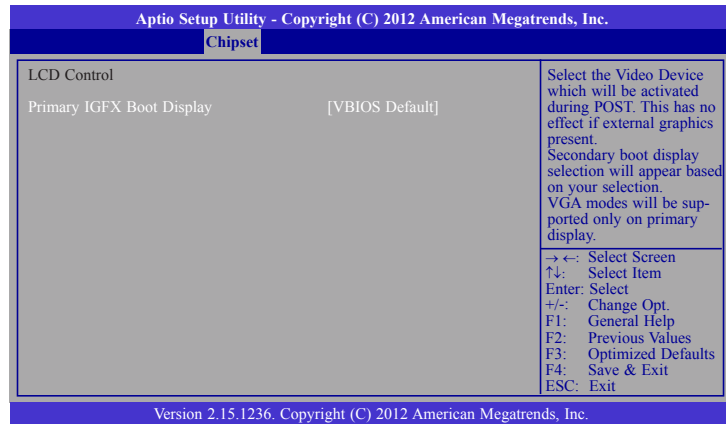 Aptio Setup Utility - Copyright (C) 2012 American Megatrends, Inc.
Chipset
LCD Control
Primary IGFX Boot Display [VBIOS Default]
Select the Video Device
which will be activated
during POST. This has no
effect if external graphics
present.
Secondary boot display
selection will appear based
on your selection.
VGA modes will be sup-
ported only on primary
display.
→ ←: Select Screen
↑↓: Select Item
Enter: Select
+/-: Change Opt.
F1: General Help
F2: Previous Values
F3: Optimized Defaults
F4: Save & Exit
ESC: Exit
Version 2.15.1236. Copyright (C) 2012 American Megatrends, Inc.